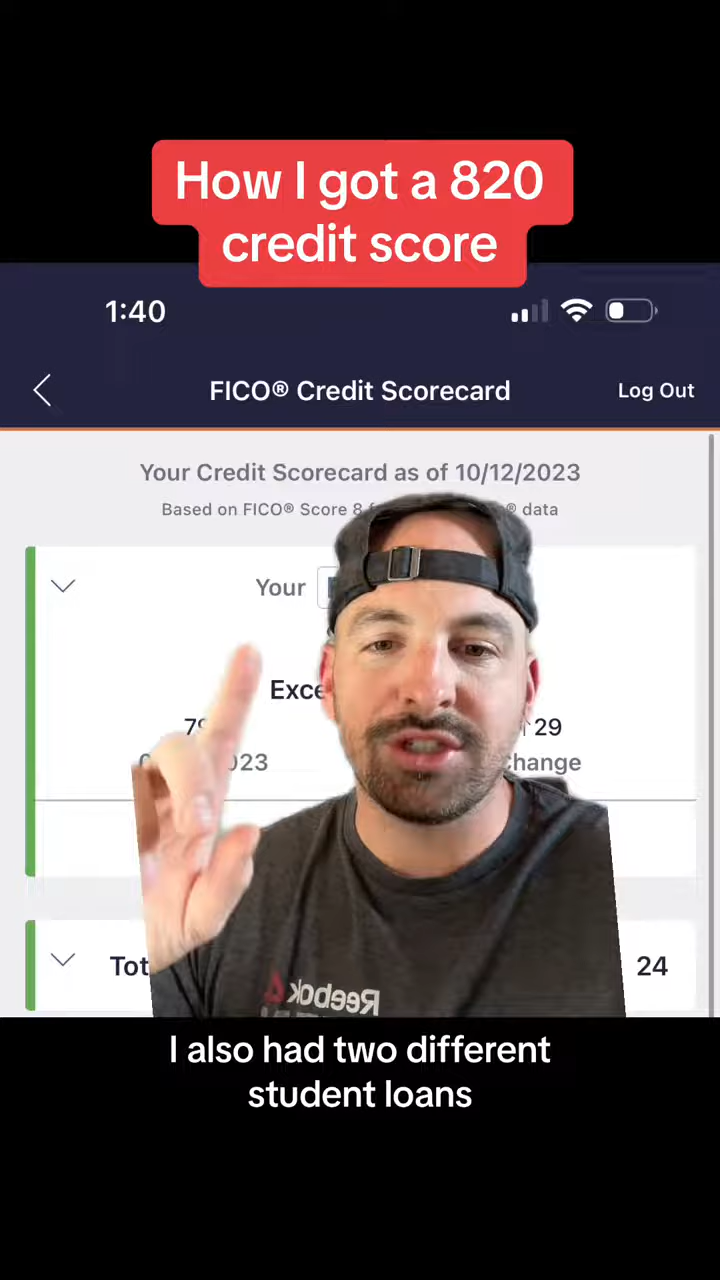 How I got a 820
credit score
1:40
FICO® Credit Scorecard
Log Out
Your Credit Scorecard as of 10/12/2023
Based on FICO® Score 8 data
Your
29
Change
24
Reebok
I also had two different
student loans